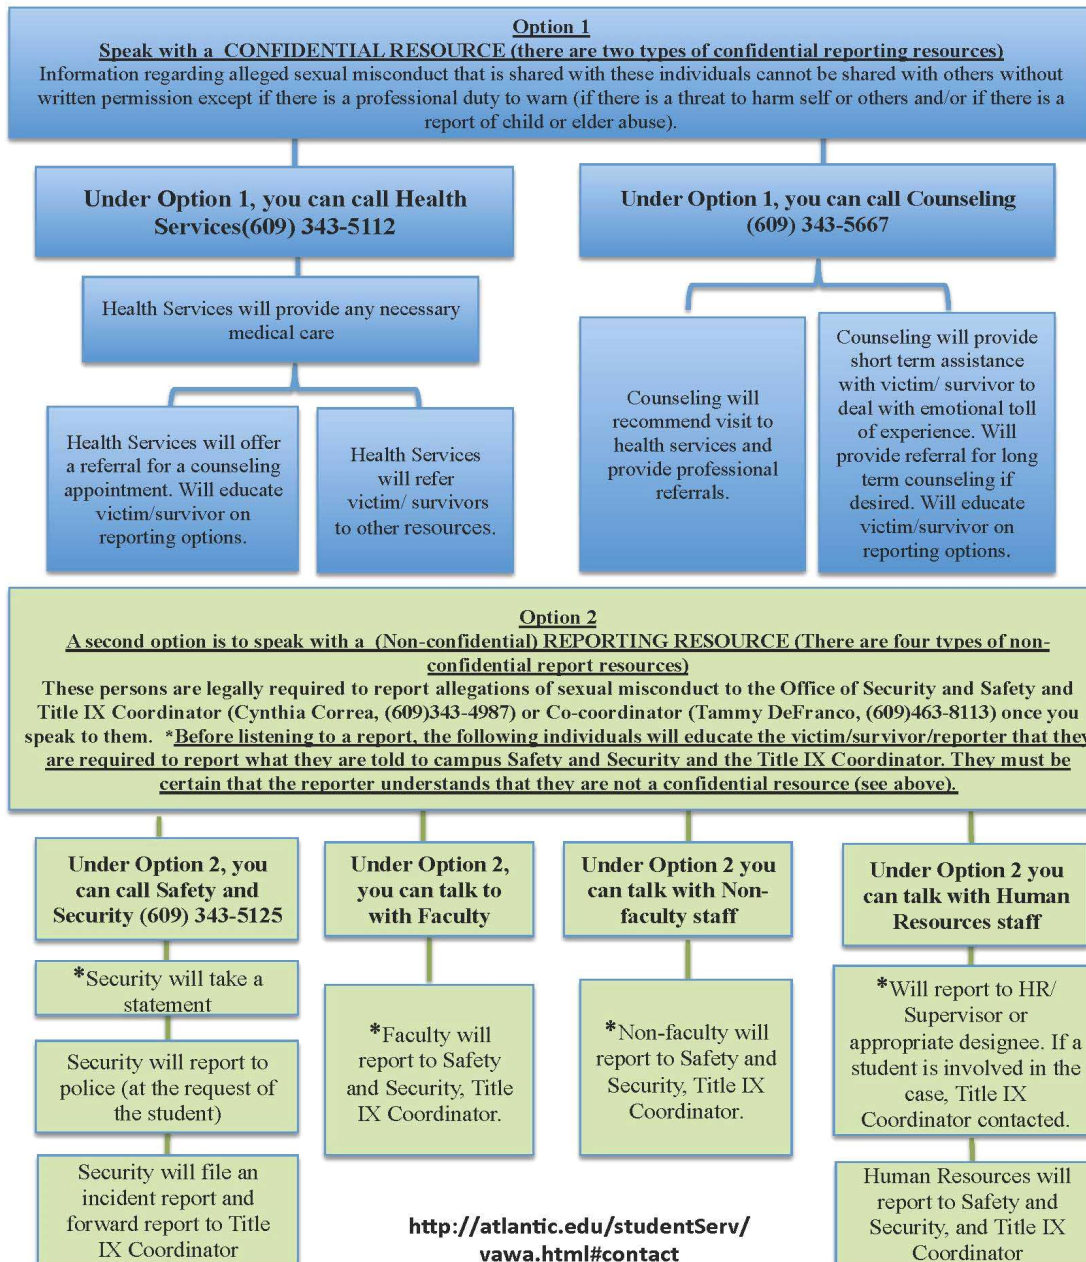 Option 1
Speak with a CONFIDENTIAL RESOURCE (there are two types of confidential reporting resources)
Information regarding alleged sexual misconduct that is shared with these individuals cannot be shared with others without
written permission except if there is a professional duty to warn (if there is a threat to harm self or others and/or if there is a
report of child or elder abuse).
Under Option 1, you can call Health
Services(609) 343-5112
Health Services will provide any necessary
medical care
Health Services will offer
a referral for a counseling
appointment. Will educate
victim/survivor on
reporting options.
Health Services
will refer
victim/ survivors
to other resources.
Under Option 1, you can call Counseling
(609) 343-5667
Counseling will
recommend visit to
health services and
provide professional
referrals.
Counseling will provide
short term assistance
with victim/ survivor to
deal with emotional toll
of experience. Will
provide referral for long
term counseling if
desired. Will educate
victim/survivor on
reporting options.
Option 2
A second option is to speak with a (Non-confidential) REPORTING RESOURCE (There are four types of non-
confidential report resources)
These persons are legally required to report allegations of sexual misconduct to the Office of Security and Safety and
Title IX Coordinator (Cynthia Correa, (609)343-4987) or Co-coordinator (Tammy DeFranco, (609)463-8113) once you
speak to them. *Before listening to a report, the following individuals will educate the victim/survivor/reporter that they
are required to report what they are told to campus Safety and Security and the Title IX Coordinator. They must be
certain that the reporter understands that they are not a confidential resource (see above).
Under Option 2, you
can call Safety and
Security (609) 343-5125
*Security will take a
statement
Security will report to
police (at the request of
the student)
Security will file an
incident report and
forward report to Title
IX Coordinator
Under Option 2,
you can talk to
with Faculty
*Faculty will
report to Safety
and Security, Title
IX Coordinator.
Under Option 2 you
can talk with Non-
faculty staff
*Non-faculty will
report to Safety and
Security, Title IX
Coordinator.
Under Option 2 you
can talk with Human
Resources staff
*Will report to HR/
Supervisor or
appropriate designee. If a
student is involved in the
case, Title IX
Coordinator contacted.
Human Resources will
report to Safety and
Security, and Title IX
Coordinator
http://atlantic.edu/studentServ/
vawa.html#contact